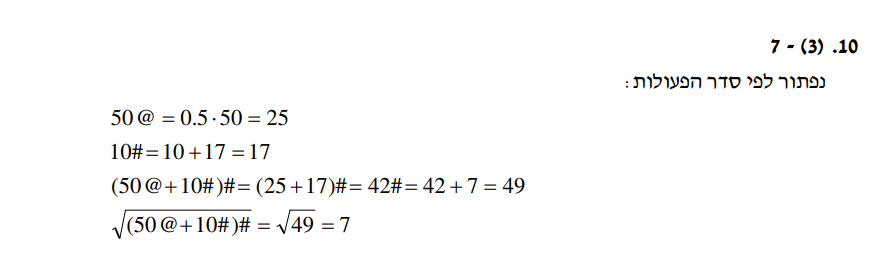 10. (3) - 7
נפתור לפי סדר הפעולות:
50@ = 0.5·50 = 25
10#=10+17 = 17
(50@+10#)#= (25+17)#= 42#= 42+7 = 49
√(50@+10#)# = √49 = 7